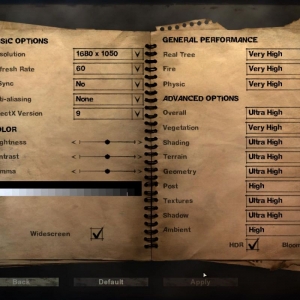 SIC OPTIONS
solution 1680 x 1050
fresh Rate 60
Sync No
ti-aliasing None
ectX Version 9
OLOR
ghtness
ntrast
mma
Widescreen
Back
Default
Apply
GENERAL PERFORMANCE
Real Tree Very High
Fire Very High
Physic Very High
ADVANCED OPTIONS
Overall Ultra High
Vegetation Very High
Shading Ultra High
Terrain Ultra High
Geometry Ultra High
Post High
Textures Ultra High
Shadow Ultra High
Ambient High
HDR Bloom